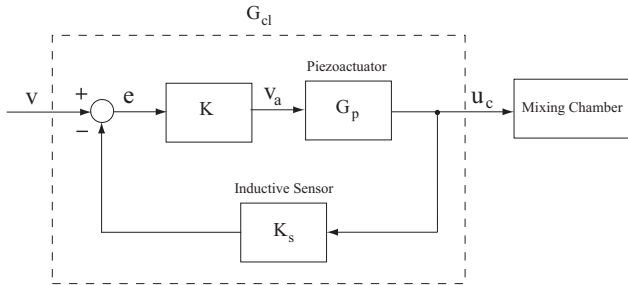 G_cl
Piezoactuator
v + e K v_a G_p u_c Mixing Chamber
−
Inductive Sensor
K_s